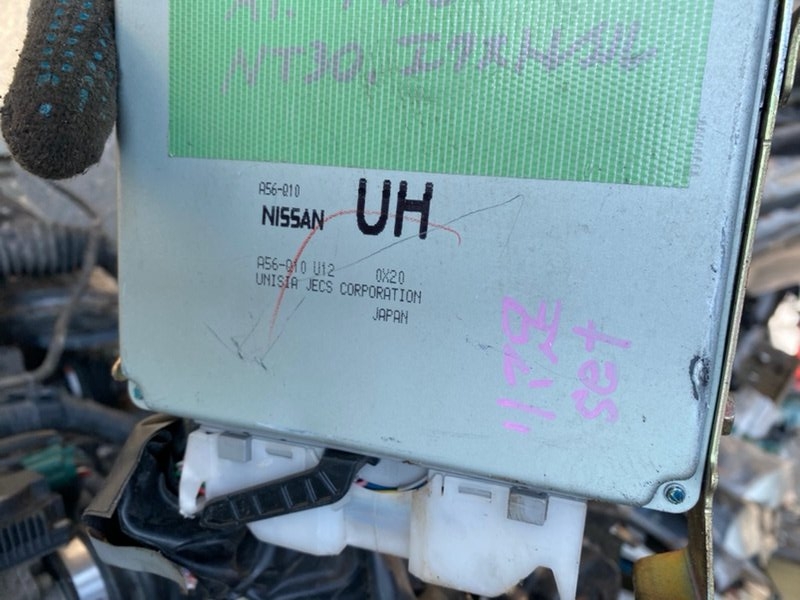 NT30, エクストレイル
A56-Q10
NISSAN UH
A56-Q10 U12 0X20
UNISIA JECS CORPORATION
JAPAN
set